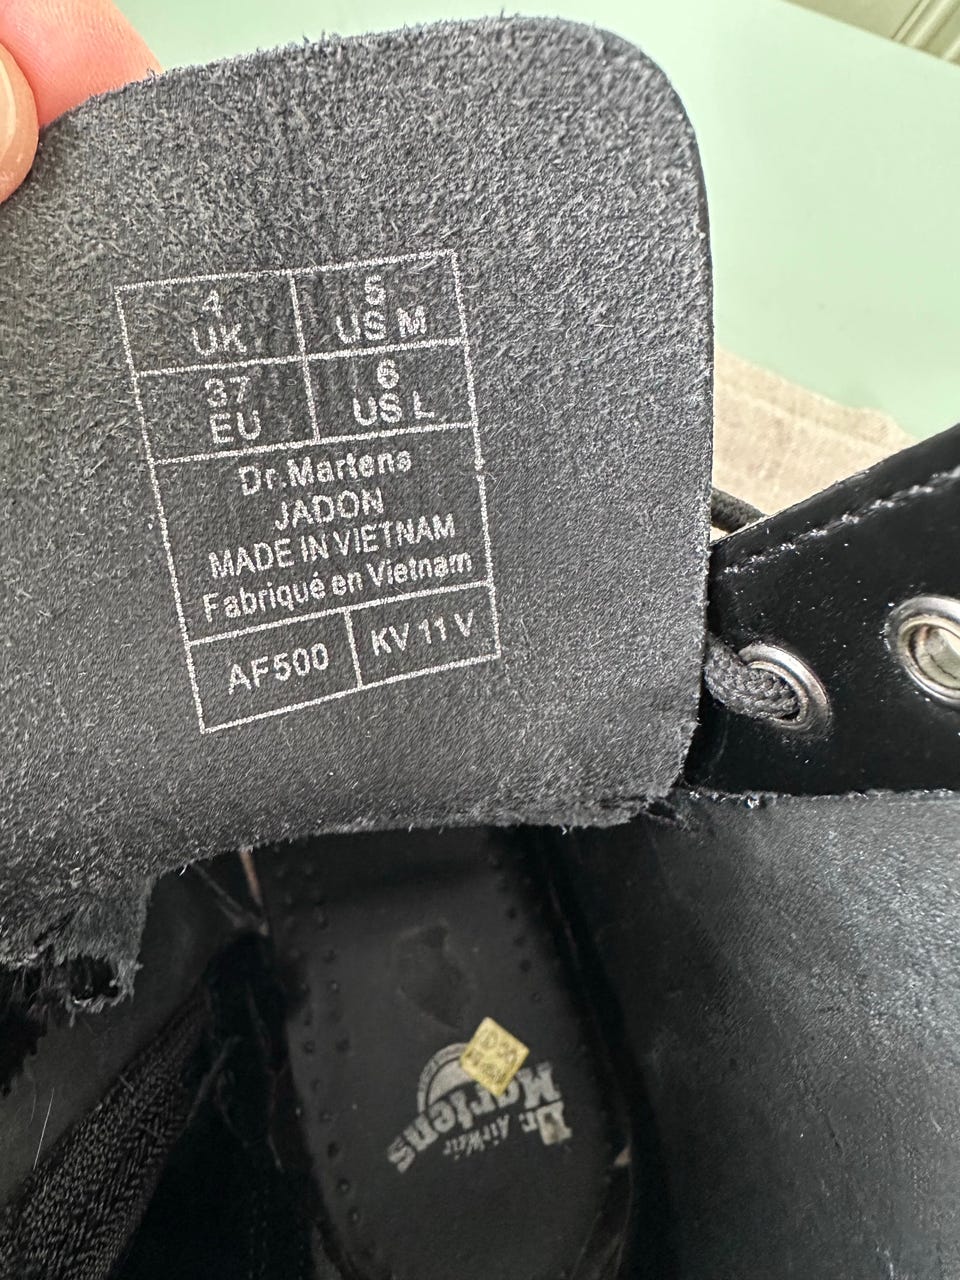 4
UK
5
US M
37
EU
6
US L
Dr.Martens
JADON
MADE IN VIETNAM
Fabriqué en Vietnam
AF500
KV 11 V
Dr.
Martens
AirWair